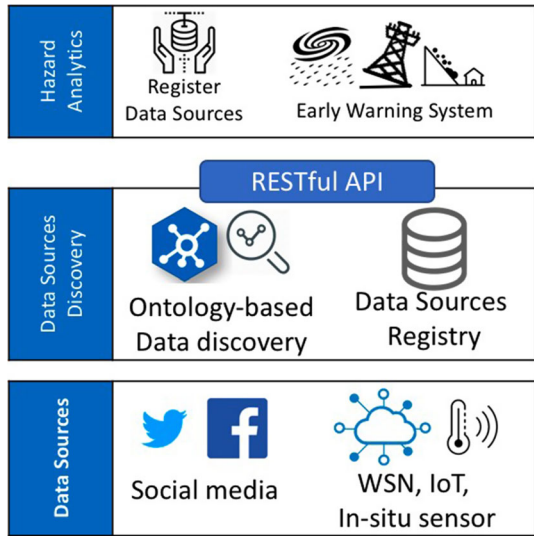 Hazard
Analytics
Register
Data Sources
Early Warning System
RESTful API
Data Sources
Discovery
Ontology-based
Data discovery
Data Sources
Registry
Data Sources
Social media
WSN, IoT,
In-situ sensor